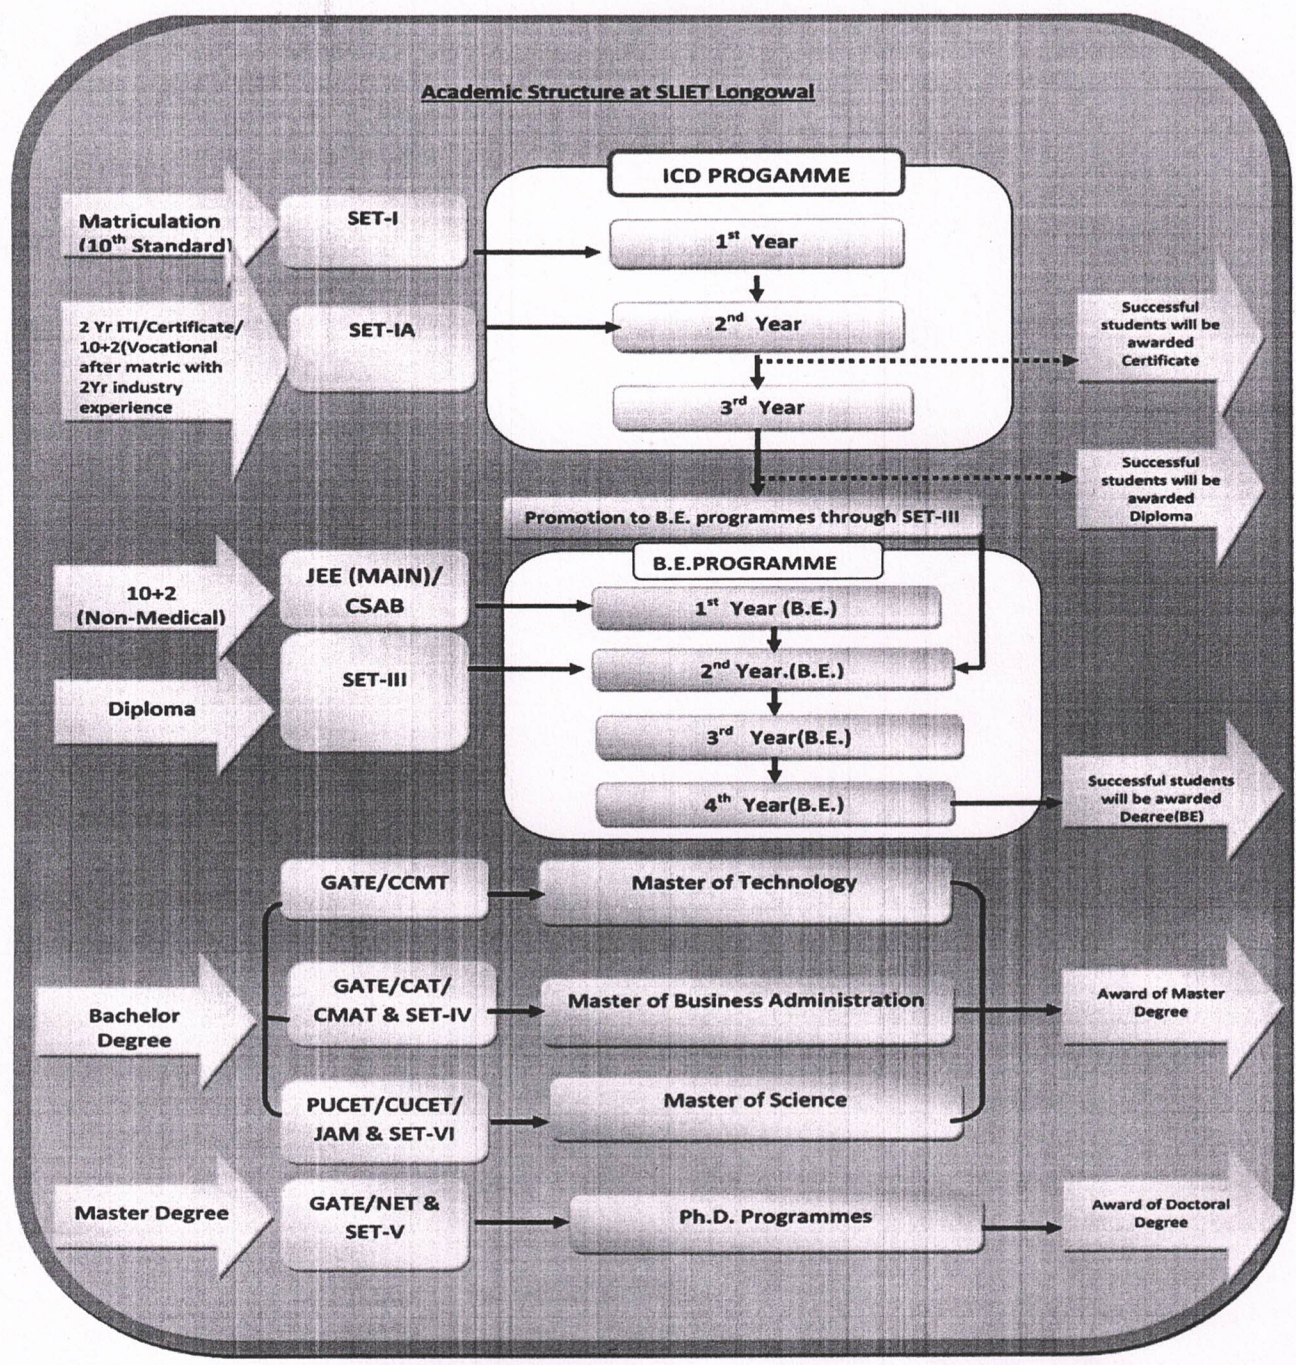 Academic Structure at SLIET Longowal
ICD PROGAMME
Matriculation
(10th Standard)
SET-I
1st Year
2 Yr ITI/Certificate/
10+2(Vocational
after matric with
2Yr industry
experience
SET-IA
2nd Year
Successful
students will be
awarded
Certificate
3rd Year
Successful
students will be
awarded
Diploma
Promotion to B.E. programmes through SET-III
B.E.PROGRAMME
10+2
(Non-Medical)
JEE (MAIN)/
CSAB
1st Year (B.E.)
Diploma
SET-III
2nd Year.(B.E.)
3rd Year(B.E.)
4th Year(B.E.)
Successful students
will be awarded
Degree(BE)
Bachelor
Degree
GATE/CCMT
Master of Technology
GATE/CAT/
CMAT & SET-IV
Master of Business Administration
Award of Master
Degree
PUCET/CUCET/
JAM & SET-VI
Master of Science
Master Degree
GATE/NET &
SET-V
Ph.D. Programmes
Award of Doctoral
Degree